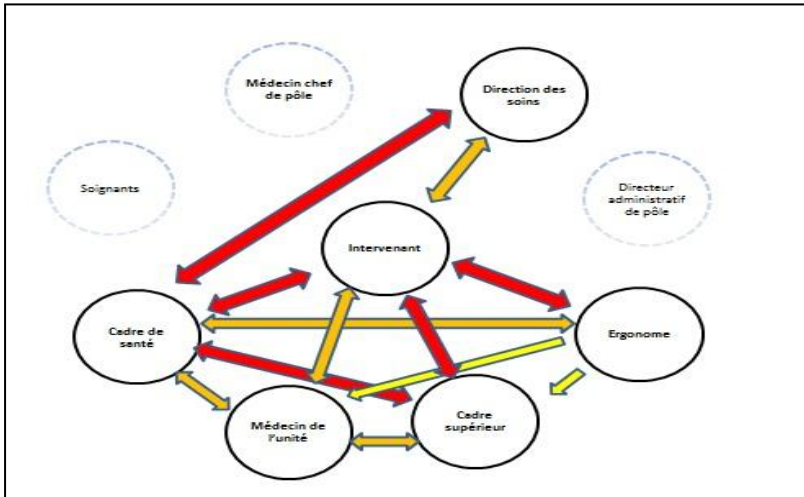 Médecin chef
de pôle
Direction des
soins
Soignants
Directeur
administratif
de pôle
Intervenant
Cadre de
santé
Ergonome
Médecin de
l'unité
Cadre
supérieur